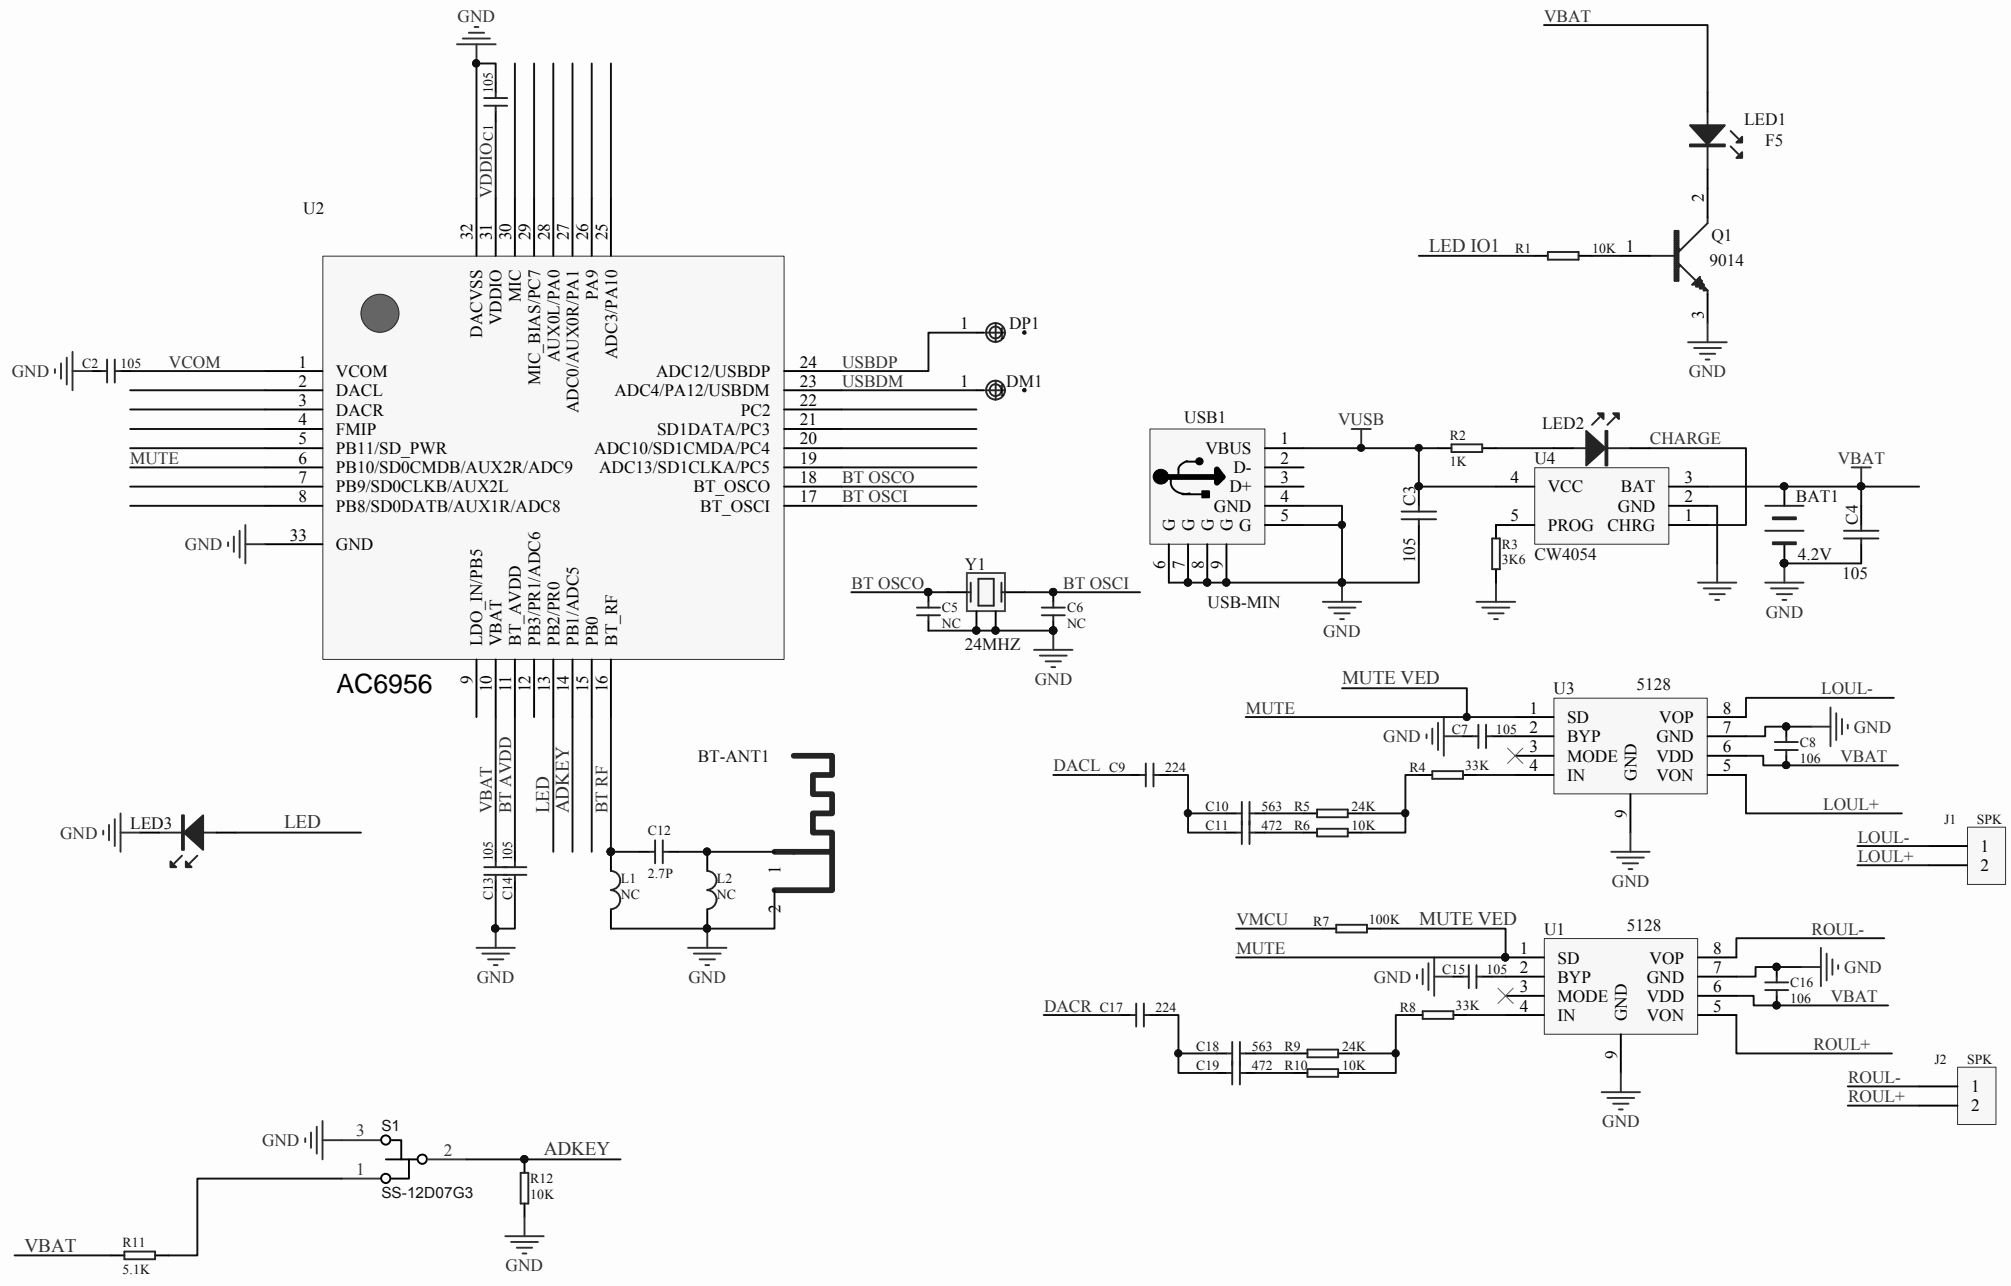 GND
105
VDDIO C1
U2
32
31
30
29
28
27
26
25
DACVSS
VDDIO
MIC
MIC_BIAS/PC7
AUX0L/PA0
ADC0/AUX0R/PA1
PA9
ADC3/PA10
GND C2 105 VCOM 1 VCOM
2 DACL
3 DACR
4 FMIP
5 PB11/SD_PWR
MUTE 6 PB10/SD0CMDB/AUX2R/ADC9
7 PB9/SD0CLKB/AUX2L
8 PB8/SD0DATB/AUX1R/ADC8
GND 33 GND
ADC12/USBDP 24 USBDP 1 DP1
ADC4/PA12/USBDM 23 USBDM 1 DM1
PC2 22
SD1DATA/PC3 21
ADC10/SD1CMDA/PC4 20
ADC13/SD1CLKA/PC5 19
BT_OSCO 18 BT OSCO
BT_OSCI 17 BT OSCI
LDO_IN/PB5
VBAT
BT_AVDD
PB3/PR1/ADC6
PB2/PR0
PB1/ADC5
PB0
BT_RF
AC6956
9
10
11
12
13
14
15
16
VBAT
BT AVDD
LED
ADKEY
BT RF
105
105
C13
C14
GND
C12
2.7P
L1
NC
L2
NC
GND
BT-ANT1
1
2
GND LED3 LED
BT OSCO Y1 BT OSCI
C5
NC
C6
NC
24MHZ
GND
VBAT
LED1
F5
2
LED IO1 R1 10K 1
Q1
9014
3
GND
USB1
VBUS 1
D- 2
D+ 3
GND 4
G G G G G 5
6
7
8
9
USB-MIN
GND
VUSB
R2
1K
LED2
CHARGE
C3
105
U4
4 VCC BAT 3
GND 2
5 PROG CHRG 1
CW4054
R3
3K6
VBAT
BAT1
4.2V
C4
105
GND
MUTE VED
MUTE
U3 5128
1 SD VOP 8 LOUL-
GND C7 105 2 BYP GND 7 GND
3 MODE VDD 6 VBAT
4 IN VON 5 LOUL+
GND
9
GND
C8
106
DACL C9 224
R4 33K
C10 563 R5 24K
C11 472 R6 10K
J1 SPK
LOUL- 1
LOUL+ 2
VMCU R7 100K MUTE VED
MUTE
U1 5128
1 SD VOP 8 ROUL-
GND C15 105 2 BYP GND 7 GND
3 MODE VDD 6 VBAT
4 IN VON 5 ROUL+
GND
9
GND
C16
106
DACR C17 224
R8 33K
C18 563 R9 24K
C19 472 R10 10K
J2 SPK
ROUL- 1
ROUL+ 2
S1
GND 3
2 ADKEY
1
SS-12D07G3
R12
10K
GND
VBAT R11
5.1K